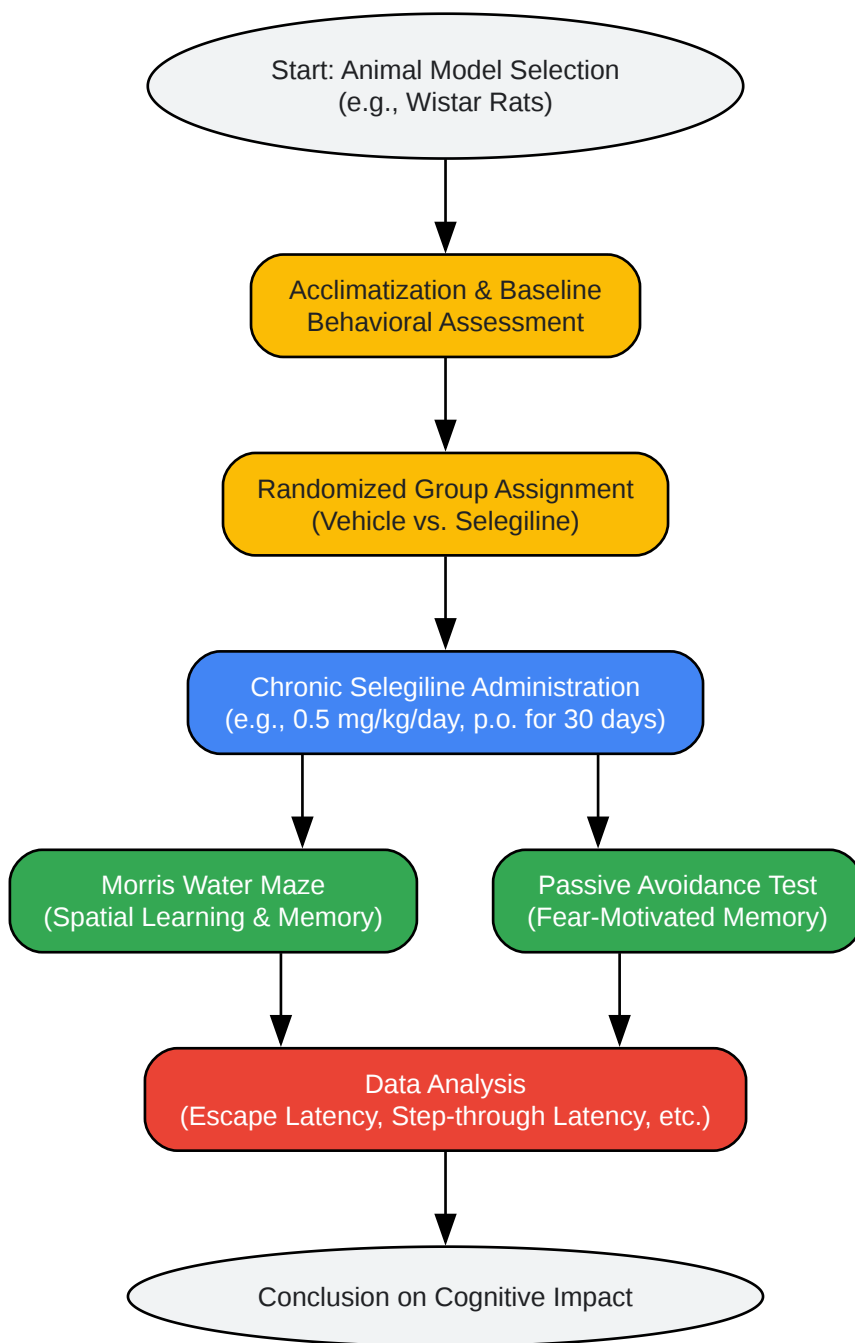 Start: Animal Model Selection
(e.g., Wistar Rats)
Acclimatization & Baseline
Behavioral Assessment
Randomized Group Assignment
(Vehicle vs. Selegiline)
Chronic Selegiline Administration
(e.g., 0.5 mg/kg/day, p.o. for 30 days)
Morris Water Maze
(Spatial Learning & Memory)
Passive Avoidance Test
(Fear-Motivated Memory)
Data Analysis
(Escape Latency, Step-through Latency, etc.)
Conclusion on Cognitive Impact